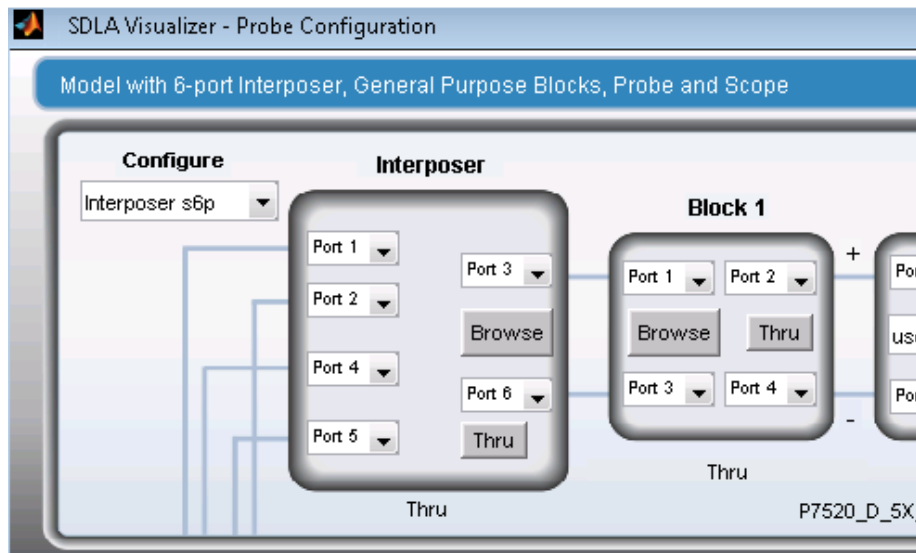 SDLA Visualizer - Probe Configuration
Model with 6-port Interposer, General Purpose Blocks, Probe and Scope
Configure
Interposer s6p
Interposer
Port 1
Port 2
Port 4
Port 5
Port 3
Browse
Port 6
Thru
Thru
Block 1
Port 1 Port 2
Browse Thru
Port 3 Port 4
Thru
+
-
P7520_D_5X